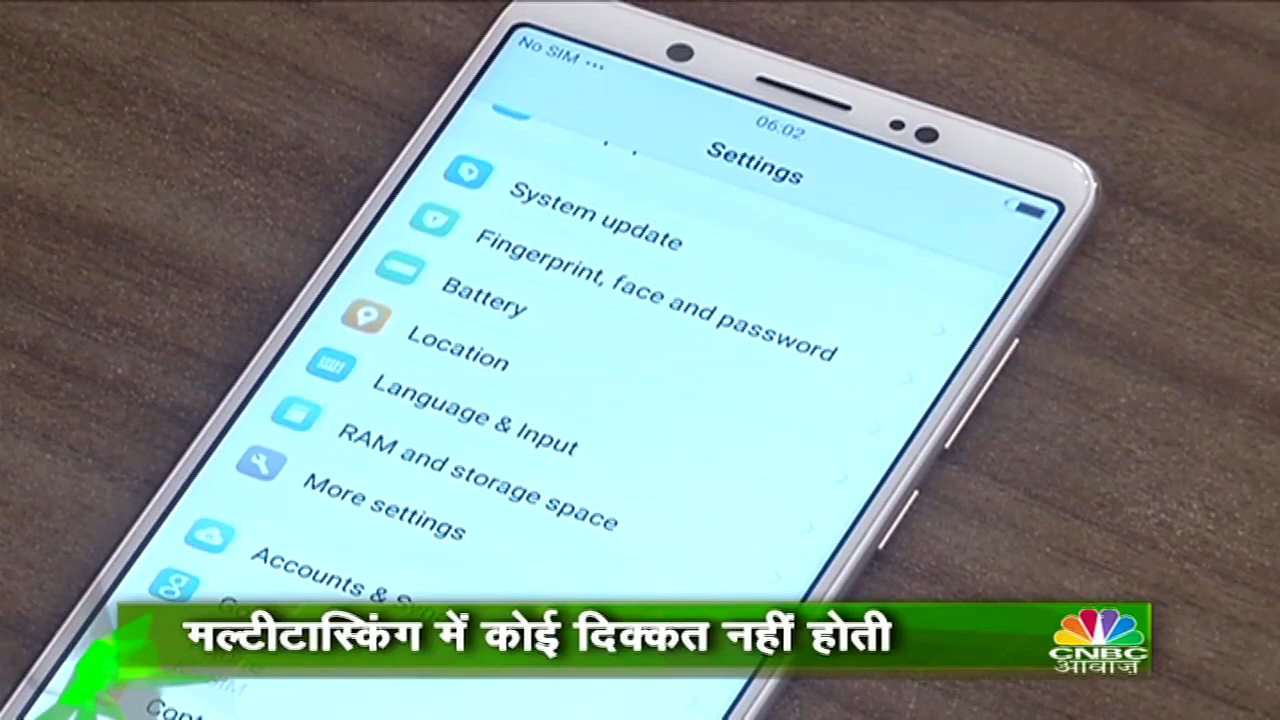 No SIM ...
06:02
Settings
System update
Fingerprint, face and password
Battery
Location
Language & Input
RAM and storage space
More settings
Accounts &
मल्टीटास्किंग में कोई दिक्कत नहीं होती
CNBC
आवाज़